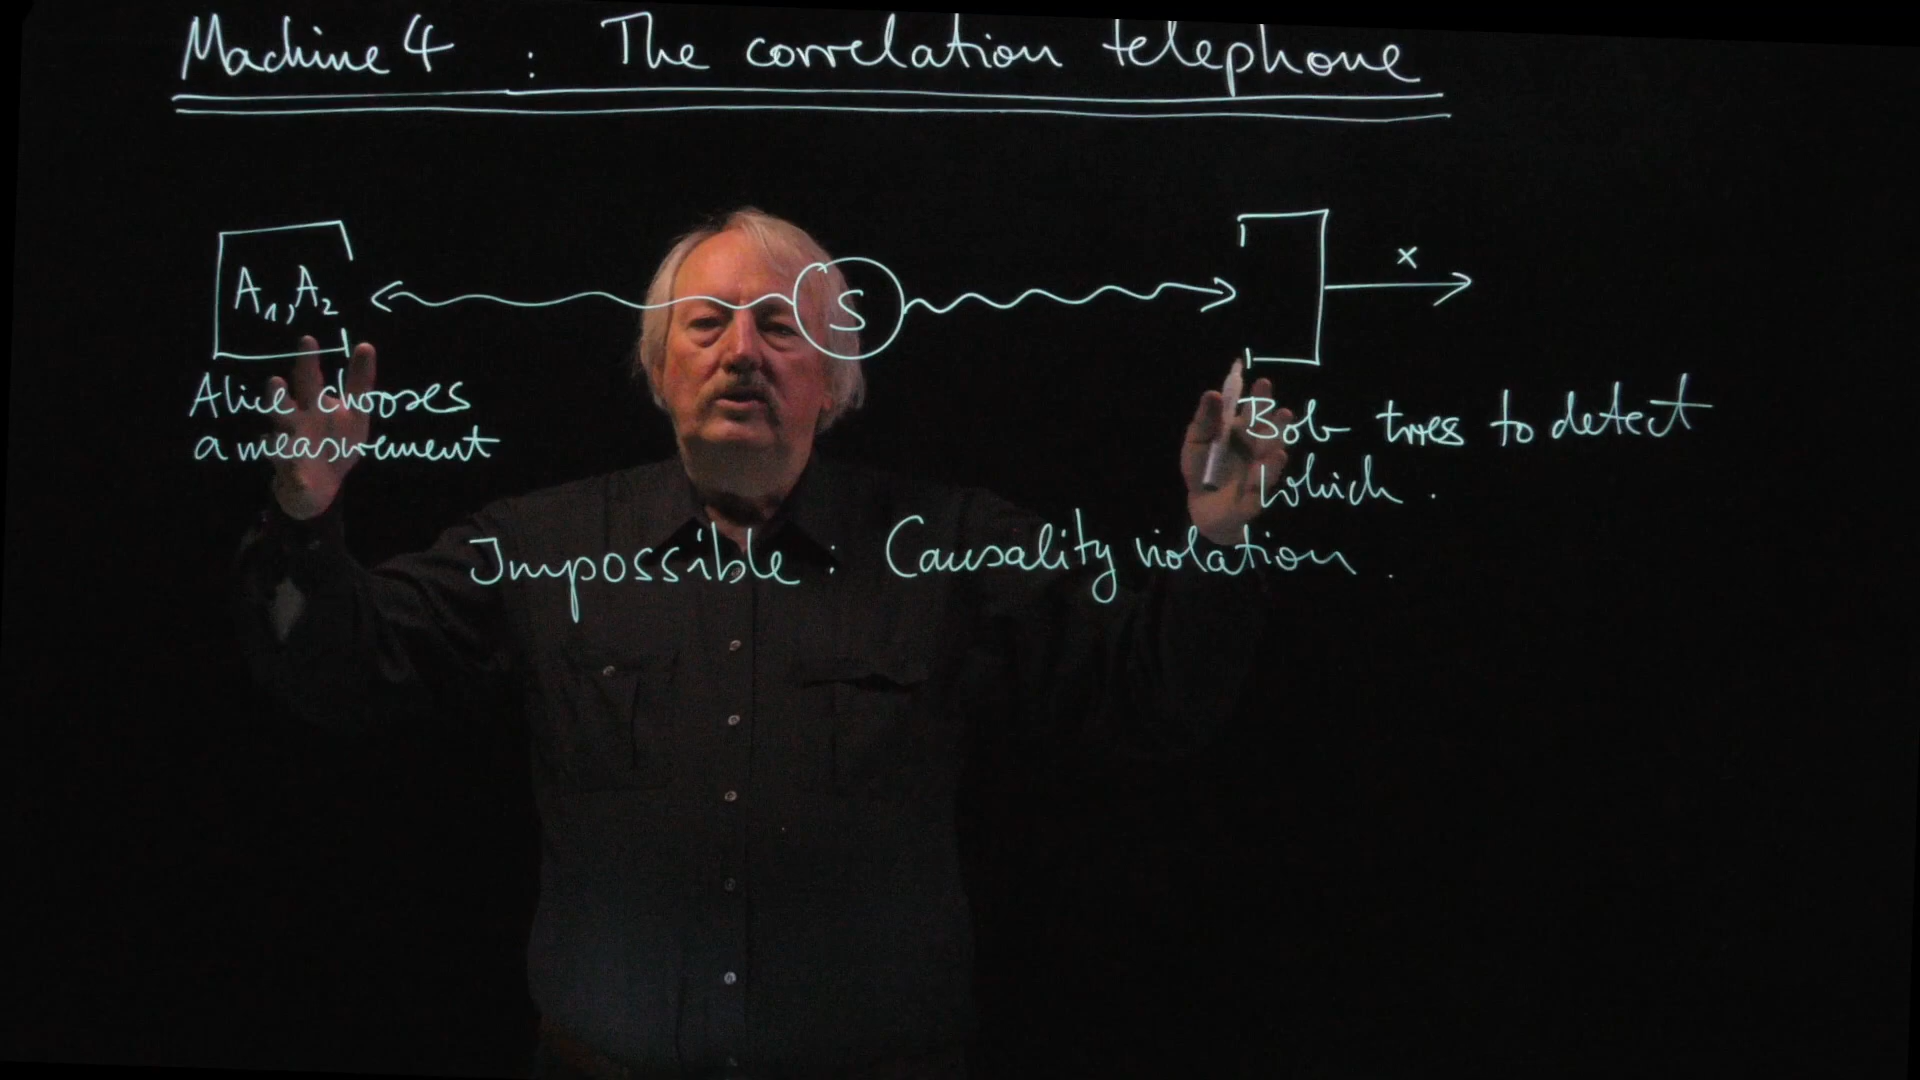 Machine 4 : The correlation telephone
A₁, A₂
S
x
Alice chooses
a measurement
Bob tries to detect
which.
Impossible: Causality violation.